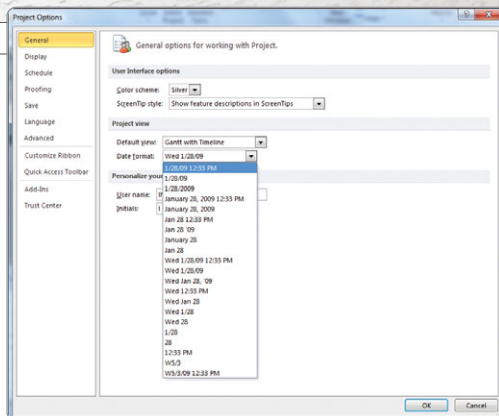 Project Options
General
Display
Schedule
Proofing
Save
Language
Advanced
Customize Ribbon
Quick Access Toolbar
Add-Ins
Trust Center
General options for working with Project.
User Interface options
Color scheme: Silver
ScreenTip style: Show feature descriptions in ScreenTips
Project view
Default view: Gantt with Timeline
Date format: Wed 1/28/09
1/28/09 12:33 PM
1/28/09
1/28/2009
January 28, 2009 12:33 PM
January 28, 2009
Jan 28 12:33 PM
Jan 28 '09
January 28
Jan 28
Wed 1/28/09 12:33 PM
Wed 1/28/09
Wed Jan 28, '09
Wed 12:33 PM
Wed Jan 28
Wed 1/28
Wed 28
1/28
28
12:33 PM
W5/3
W5/3/09 12:33 PM
Personalize your
User name:
Initials: I
OK
Cancel